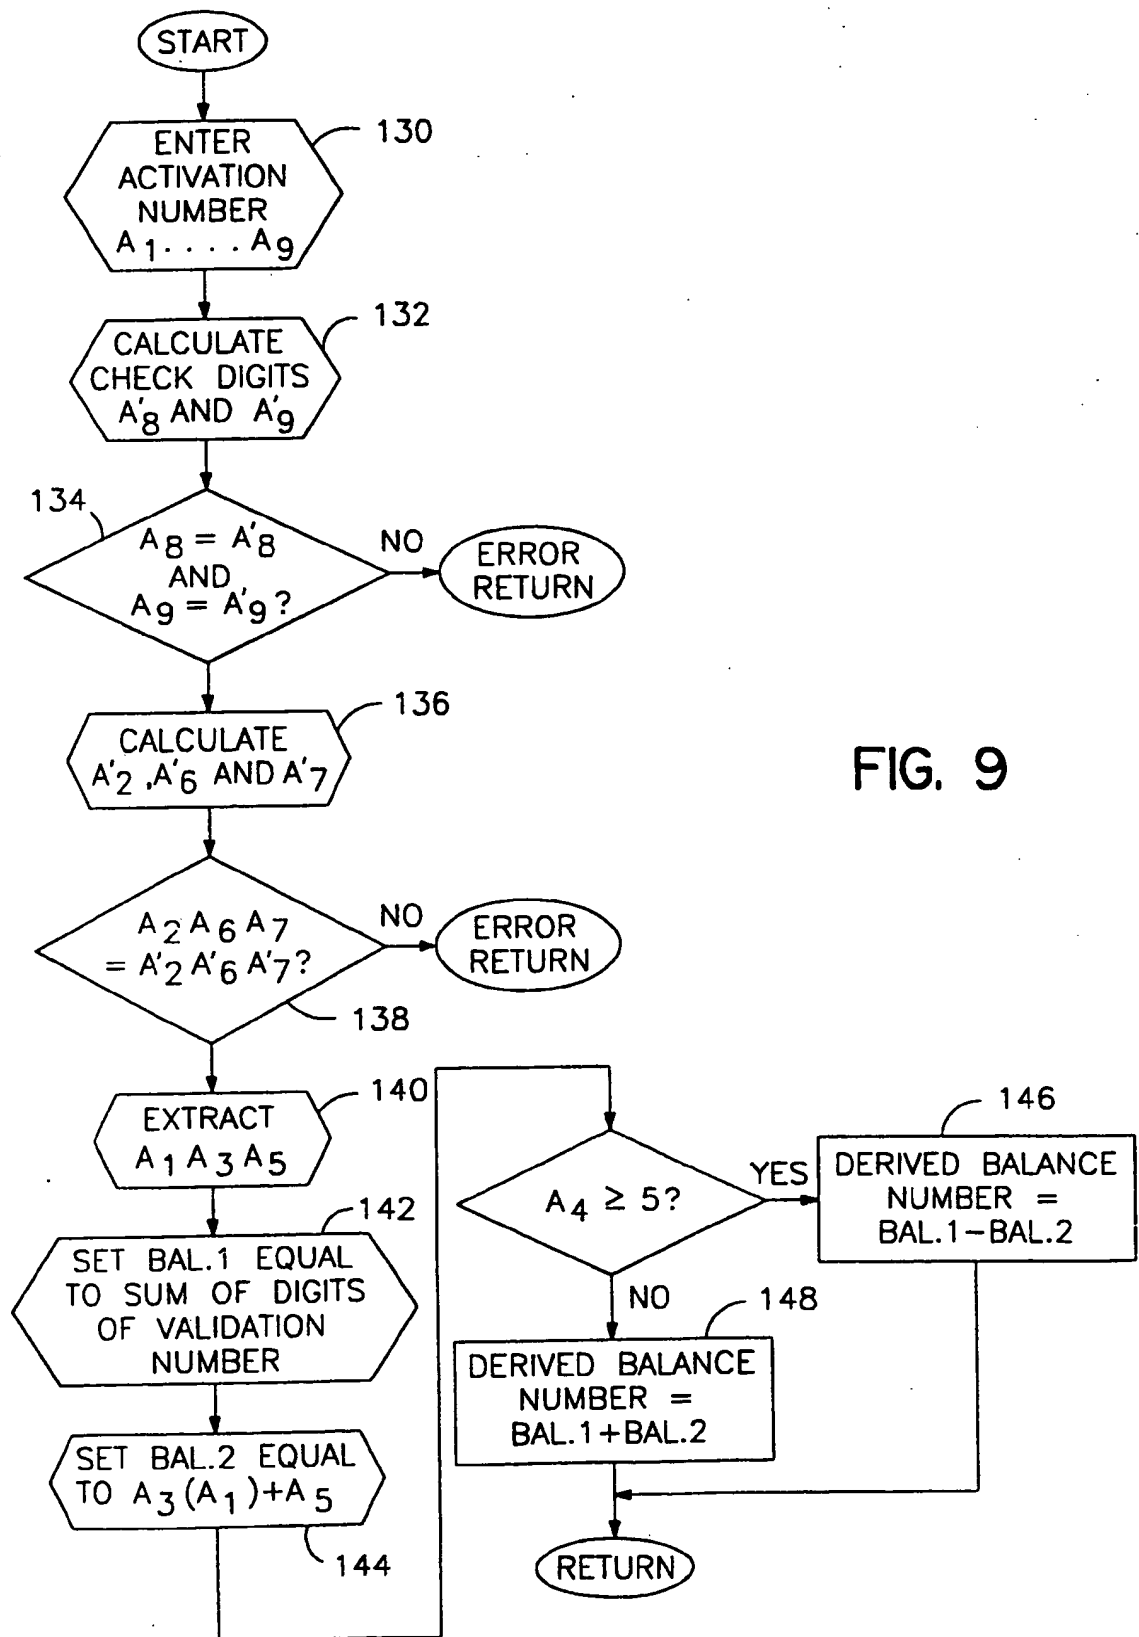 START
130
ENTER
ACTIVATION
NUMBER
A1. . . . A9
132
CALCULATE
CHECK DIGITS
A'8 AND A'9
134
A8 = A'8
AND
A9 = A'9?
NO
ERROR
RETURN
136
CALCULATE
A'2 ,A'6 AND A'7
FIG. 9
A2 A6 A7
= A'2 A'6 A'7?
NO
ERROR
RETURN
138
140
EXTRACT
A1 A3 A5
142
SET BAL.1 EQUAL
TO SUM OF DIGITS
OF VALIDATION
NUMBER
SET BAL.2 EQUAL
TO A3(A1)+A5
144
A4 ≥ 5?
YES
146
DERIVED BALANCE
NUMBER =
BAL.1-BAL.2
NO
148
DERIVED BALANCE
NUMBER =
BAL.1+BAL.2
RETURN